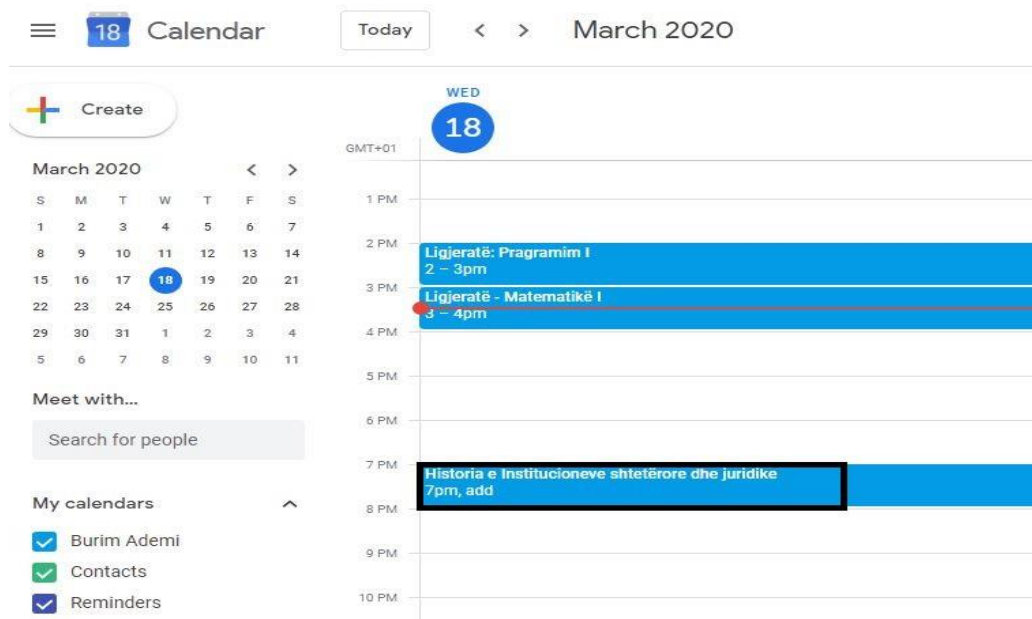 18 Calendar Today < > March 2020
Create
WED
18
GMT+01
March 2020 < >
S M T W T F S
1 2 3 4 5 6 7
8 9 10 11 12 13 14
15 16 17 18 19 20 21
22 23 24 25 26 27 28
29 30 31 1 2 3 4
5 6 7 8 9 10 11
Meet with...
Search for people
My calendars
Burim Ademi
Contacts
Reminders
1 PM
2 PM
Ligjeratë: Pragramim I
2 – 3pm
3 PM
Ligjeratë - Matematikë I
3 – 4pm
4 PM
5 PM
6 PM
7 PM
Historia e Institucioneve shtetërore dhe juridike
7pm, add
8 PM
9 PM
10 PM